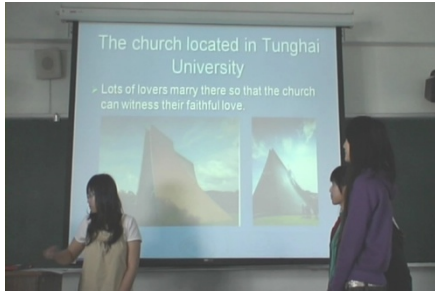 The church located in Tunghai
University
➢ Lots of lovers marry there so that the church
can witness their faithful love.